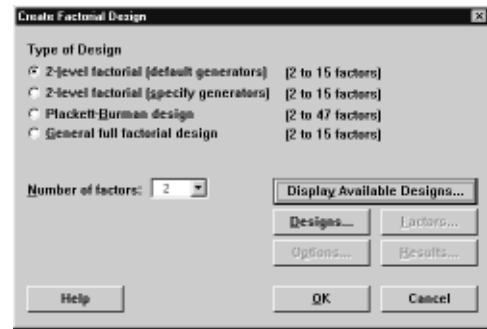 Create Factorial Design
Type of Design
2-level factorial (default generators) (2 to 15 factors)
2-level factorial (specify generators) (2 to 15 factors)
Plackett-Burman design (2 to 47 factors)
General full factorial design (2 to 15 factors)
Number of factors: 2 Display Available Designs...
Designs... Factors...
Options... Results...
Help OK Cancel